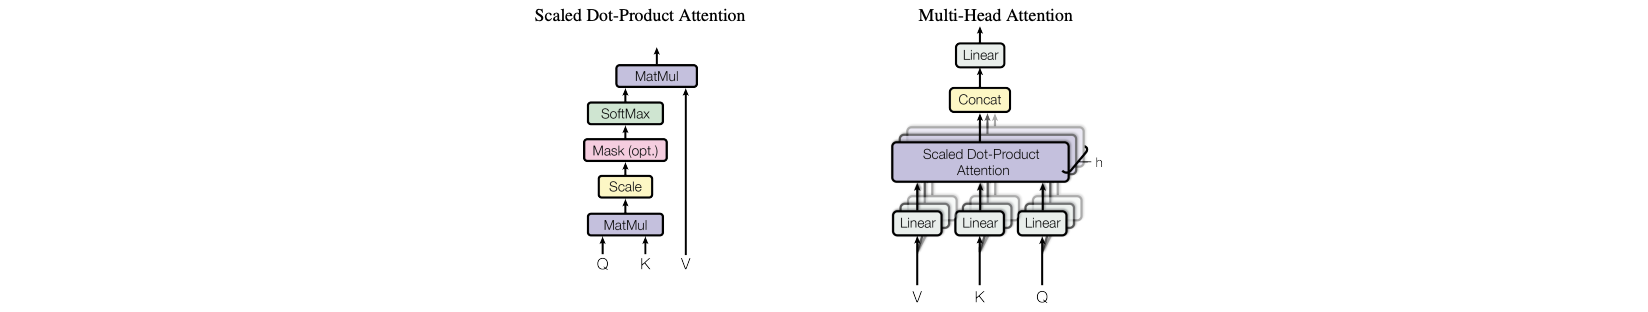 Scaled Dot-Product Attention
MatMul
SoftMax
Mask (opt.)
Scale
MatMul
Q K V
Multi-Head Attention
Linear
Concat
Scaled Dot-Product
Attention
h
Linear Linear Linear
V K Q